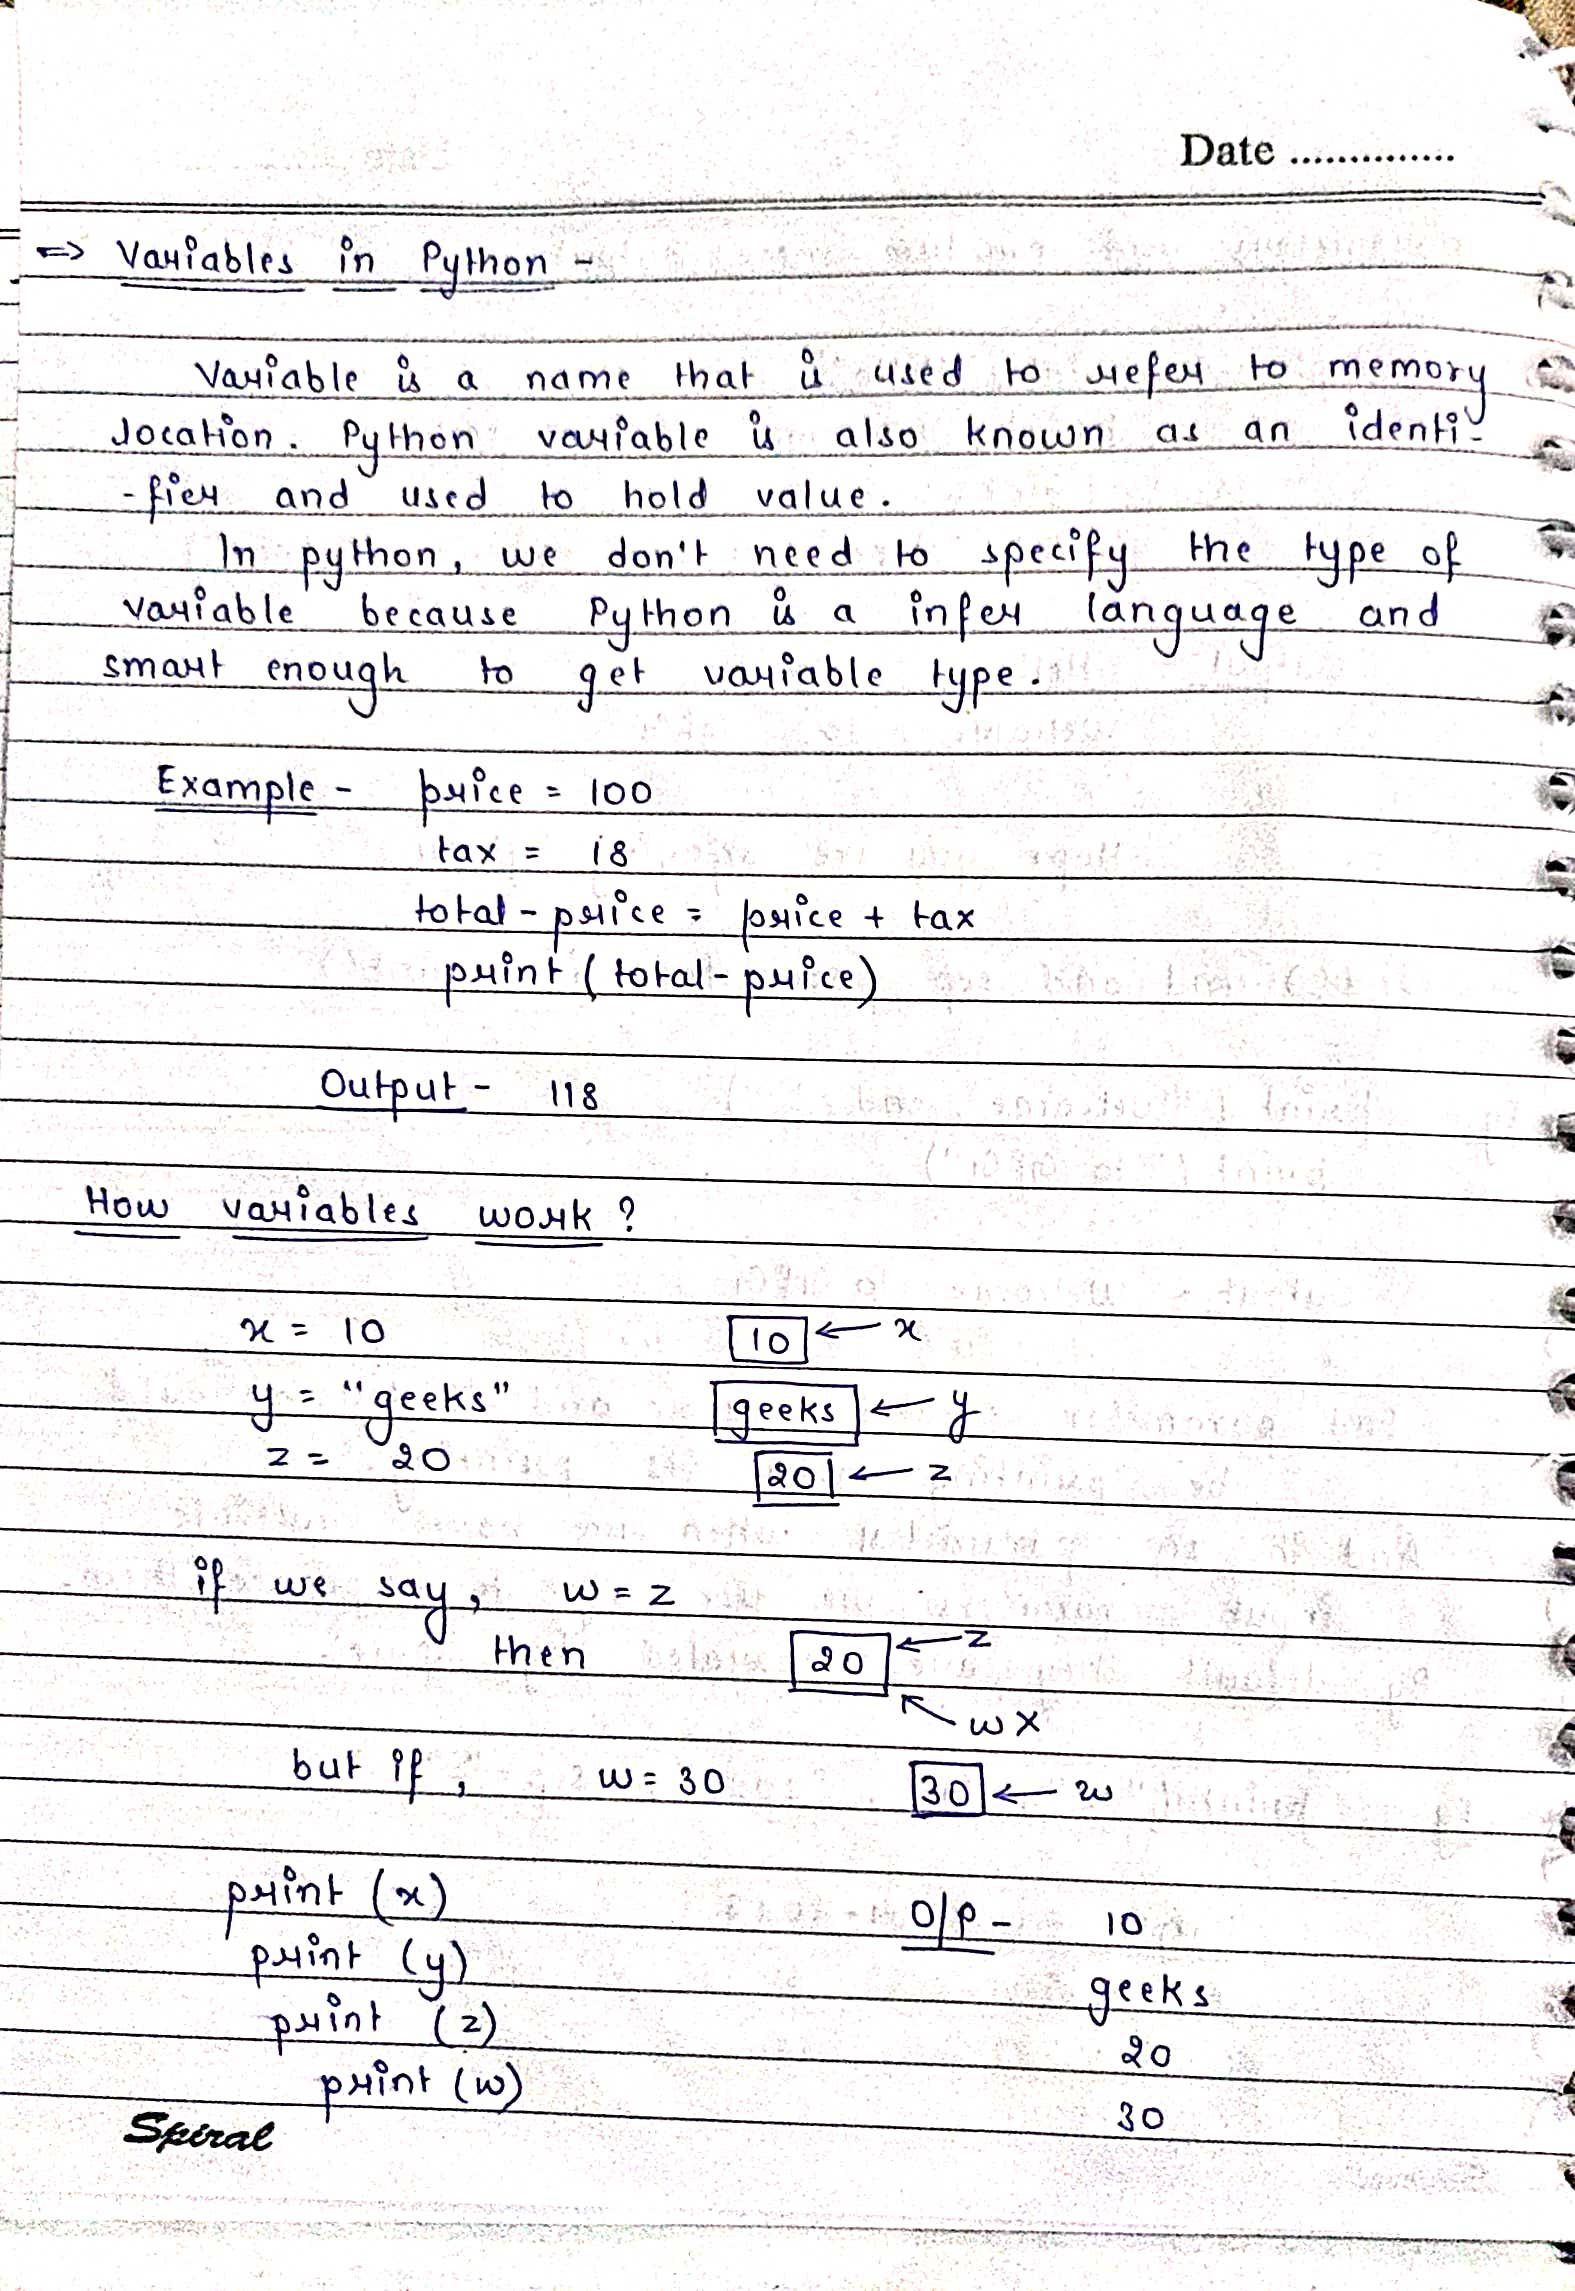 Date ...............
=> Variables in Python -
Variable is a name that is used to refer to memory
location. Python variable is also known as an identi-
-fier and used to hold value.
In python, we don't need to specify the type of
variable because Python is a infer language and
smart enough to get variable type.
Example - price = 100
tax = 18
total-price = price + tax
print (total-price)
Output - 118
How variables work?
x = 10 10 ← x
y = "geeks" geeks ← y
z = 20 20 ← z
if we say, w = z
then 20 ← z
↖ w x
but if, w = 30 30 ← w
print (x) O/P - 10
print (y) geeks
print (z) 20
print (w) 30
Spiral